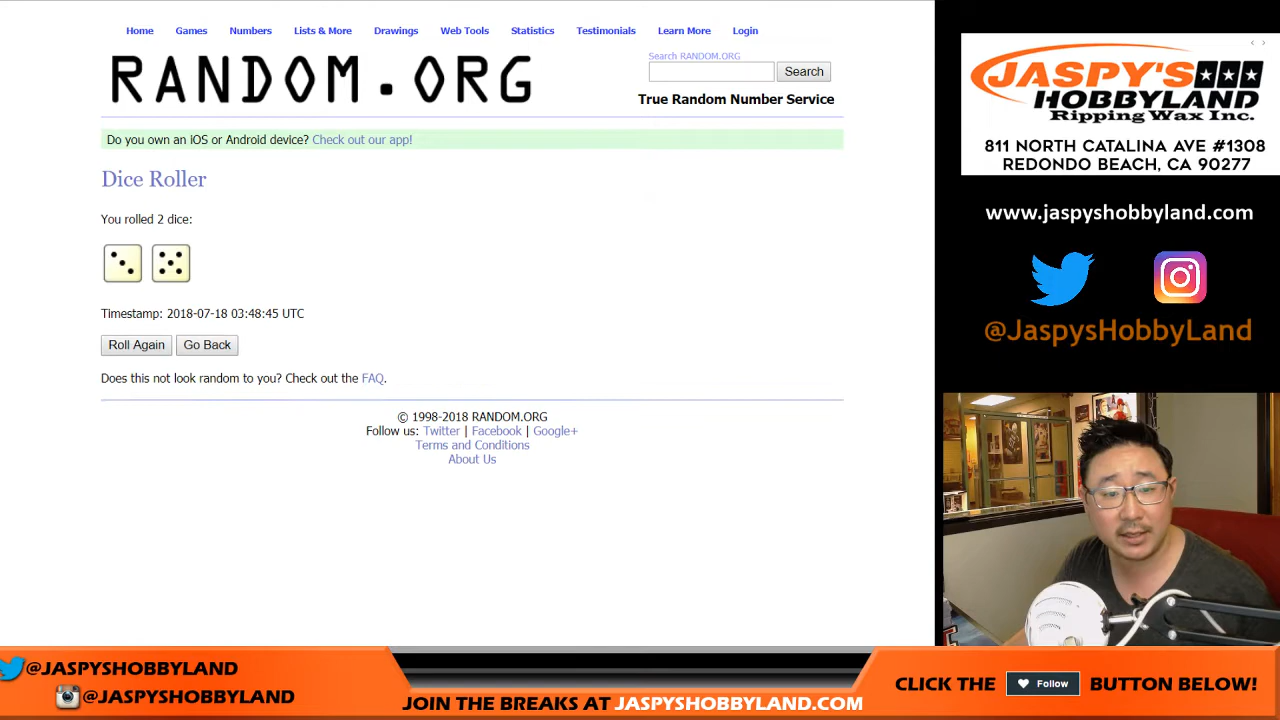 Home Games Numbers Lists & More Drawings Web Tools Statistics Testimonials Learn More Login
RANDOM.ORG
Search RANDOM.ORG
Search
True Random Number Service
Do you own an iOS or Android device? Check out our app!
Dice Roller
You rolled 2 dice:
Timestamp: 2018-07-18 03:48:45 UTC
Roll Again Go Back
Does this not look random to you? Check out the FAQ.
© 1998-2018 RANDOM.ORG
Follow us: Twitter | Facebook | Google+
Terms and Conditions
About Us
JASPY'S
HOBBYLAND
Ripping Wax Inc.
811 NORTH CATALINA AVE #1308
REDONDO BEACH, CA 90277
www.jaspyshobbyland.com
@JaspysHobbyLand
@JASPYSHOBBYLAND
@JASPYSHOBBYLAND
JOIN THE BREAKS AT JASPYSHOBBYLAND.COM
CLICK THE Follow BUTTON BELOW!